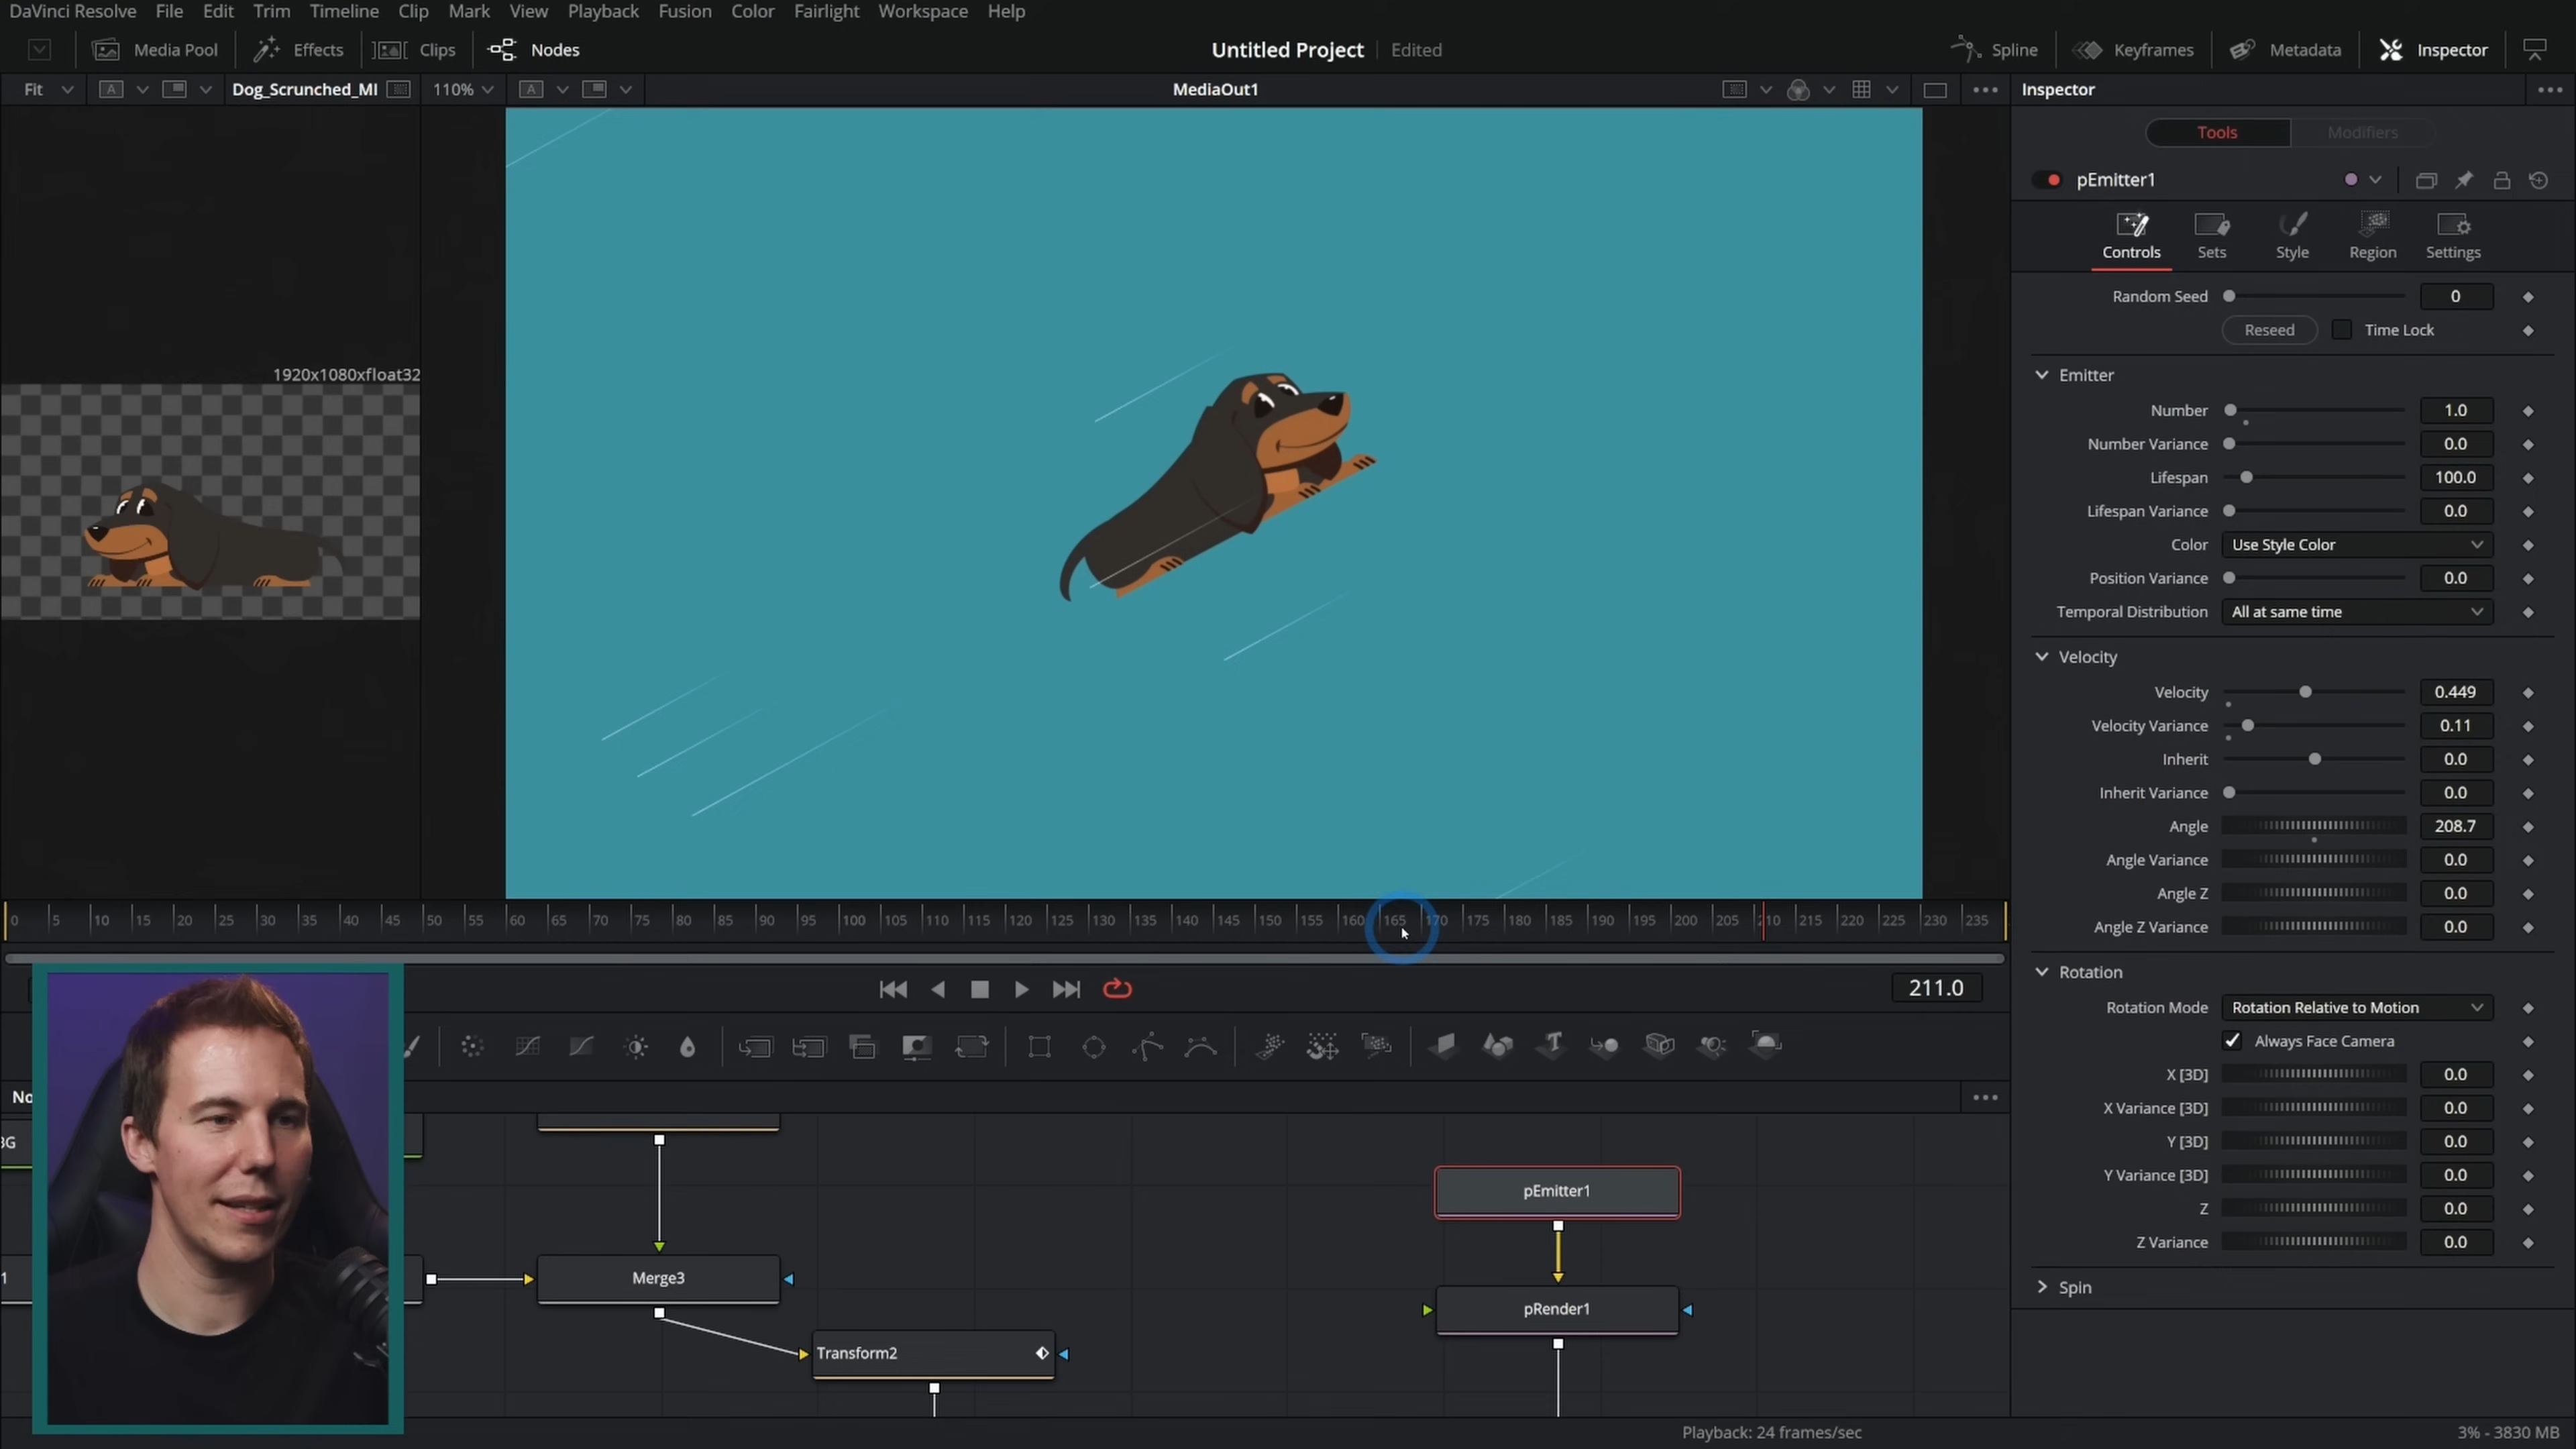 DaVinci Resolve File Edit Trim Timeline Clip Mark View Playback Fusion Color Fairlight Workspace Help
Media Pool Effects Clips Nodes Untitled Project Edited Spline Keyframes Metadata Inspector
Fit A Dog_Scrunched_MI 110% A MediaOut1 Inspector
Tools Modifiers
pEmitter1
Controls Sets Style Region Settings
Random Seed 0
Reseed Time Lock
1920x1080xfloat32
Emitter
Number 1.0
Number Variance 0.0
Lifespan 100.0
Lifespan Variance 0.0
Color Use Style Color
Position Variance 0.0
Temporal Distribution All at same time
Velocity
Velocity 0.449
Velocity Variance 0.11
Inherit 0.0
Inherit Variance 0.0
Angle 208.7
Angle Variance 0.0
Angle Z 0.0
Angle Z Variance 0.0
0 5 10 15 20 25 30 35 40 45 50 55 60 65 70 75 80 85 90 95 100 105 110 115 120 125 130 135 140 145 150 155 160 165 170 175 180 185 190 195 200 205 210 215 220 225 230 235
211.0
Rotation
Rotation Mode Rotation Relative to Motion
Always Face Camera
X [3D] 0.0
X Variance [3D] 0.0
Y [3D] 0.0
Y Variance [3D] 0.0
Z 0.0
Z Variance 0.0
Spin
No
BG
pEmitter1
1
Merge3
pRender1
Transform2
Playback: 24 frames/sec 3% - 3830 MB